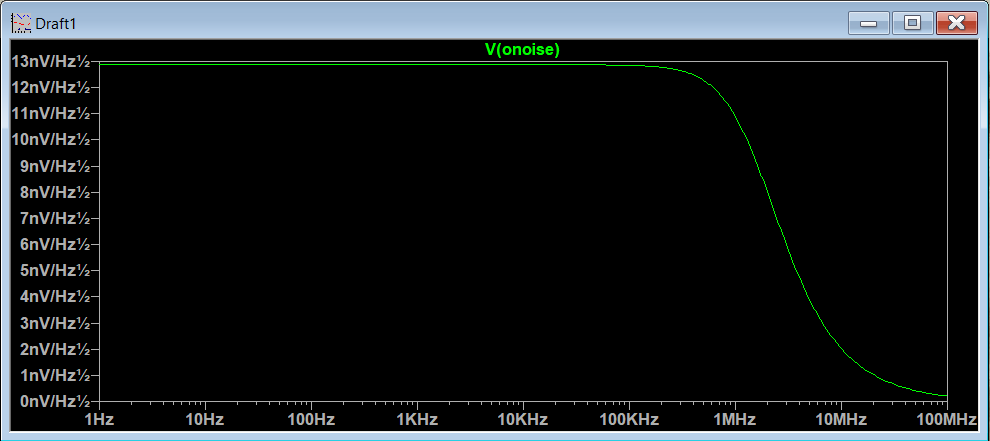 Draft1
V(onoise)
13nV/Hz½
12nV/Hz½
11nV/Hz½
10nV/Hz½
9nV/Hz½
8nV/Hz½
7nV/Hz½
6nV/Hz½
5nV/Hz½
4nV/Hz½
3nV/Hz½
2nV/Hz½
1nV/Hz½
0nV/Hz½
1Hz 10Hz 100Hz 1KHz 10KHz 100KHz 1MHz 10MHz 100MHz